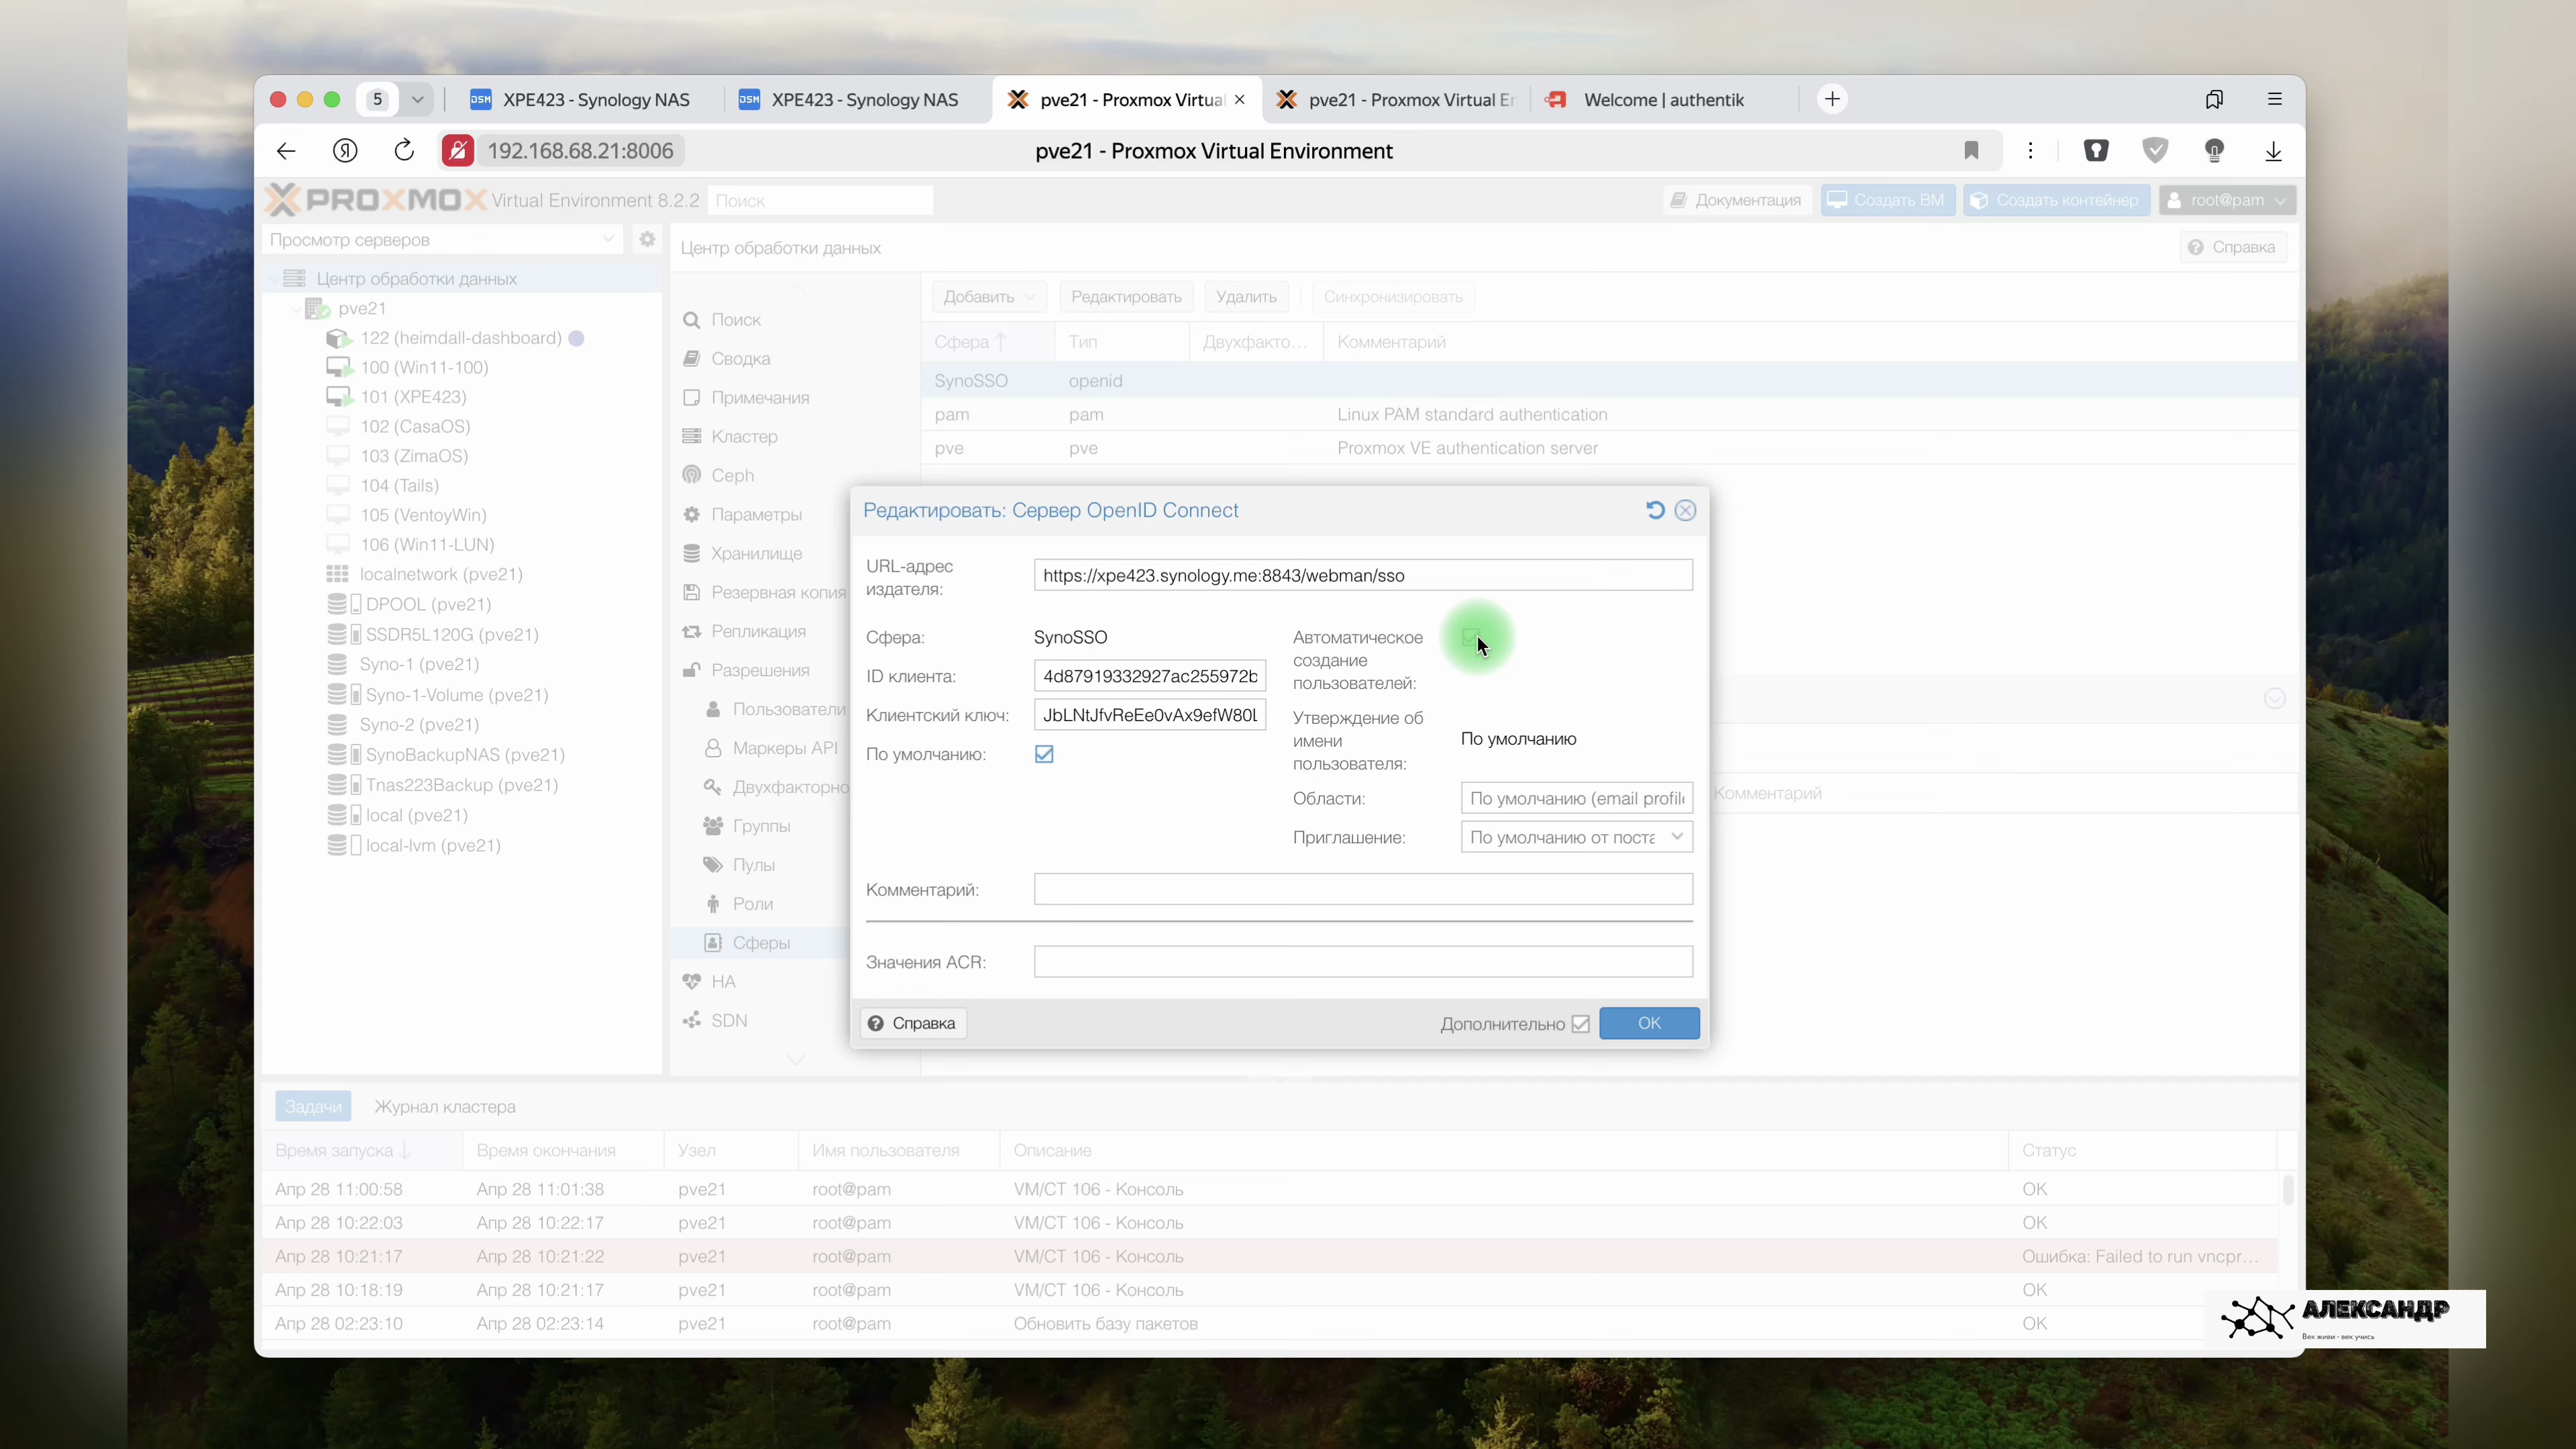 5
XPE423 - Synology NAS
XPE423 - Synology NAS
pve21 - Proxmox Virtual
pve21 - Proxmox Virtual En
Welcome | authentik
192.168.68.21:8006
pve21 - Proxmox Virtual Environment
PROXMOX Virtual Environment 8.2.2
Поиск
Документация
Создать ВМ
Создать контейнер
root@pam
Просмотр серверов
Центр обработки данных
Справка
Центр обработки данных
pve21
122 (heimdall-dashboard)
100 (Win11-100)
101 (XPE423)
102 (CasaOS)
103 (ZimaOS)
104 (Tails)
105 (VentoyWin)
106 (Win11-LUN)
localnetwork (pve21)
DPOOL (pve21)
SSDR5L120G (pve21)
Syno-1 (pve21)
Syno-1-Volume (pve21)
Syno-2 (pve21)
SynoBackupNAS (pve21)
Tnas223Backup (pve21)
local (pve21)
local-lvm (pve21)
Поиск
Сводка
Примечания
Кластер
Ceph
Параметры
Хранилище
Резервная копия
Репликация
Разрешения
Пользователи
Маркеры API
Двухфакторно
Группы
Пулы
Роли
Сферы
HA
SDN
Добавить
Редактировать
Удалить
Синхронизировать
Сфера
Тип
Двухфакто...
Комментарий
SynoSSO openid
pam pam Linux PAM standard authentication
pve pve Proxmox VE authentication server
Комментарий
Редактировать: Сервер OpenID Connect
URL-адрес
издателя:
https://xpe423.synology.me:8843/webman/sso
Сфера: SynoSSO
ID клиента: 4d87919332927ac255972b
Клиентский ключ: JbLNtJfvReEe0vAx9efW80L
По умолчанию:
Автоматическое
создание
пользователей:
Утверждение об
имени
пользователя:
По умолчанию
Области: По умолчанию (email profile
Приглашение: По умолчанию от поста
Комментарий:
Значения ACR:
Справка
Дополнительно
OK
Задачи
Журнал кластера
Время запуска Время окончания Узел Имя пользователя Описание Статус
Апр 28 11:00:58 Апр 28 11:01:38 pve21 root@pam VM/CT 106 - Консоль OK
Апр 28 10:22:03 Апр 28 10:22:17 pve21 root@pam VM/CT 106 - Консоль OK
Апр 28 10:21:17 Апр 28 10:21:22 pve21 root@pam VM/CT 106 - Консоль Ошибка: Failed to run vncpr...
Апр 28 10:18:19 Апр 28 10:21:17 pve21 root@pam VM/CT 106 - Консоль OK
Апр 28 02:23:10 Апр 28 02:23:14 pve21 root@pam Обновить базу пакетов OK
АЛЕКСАНДР
Век живи - век учись